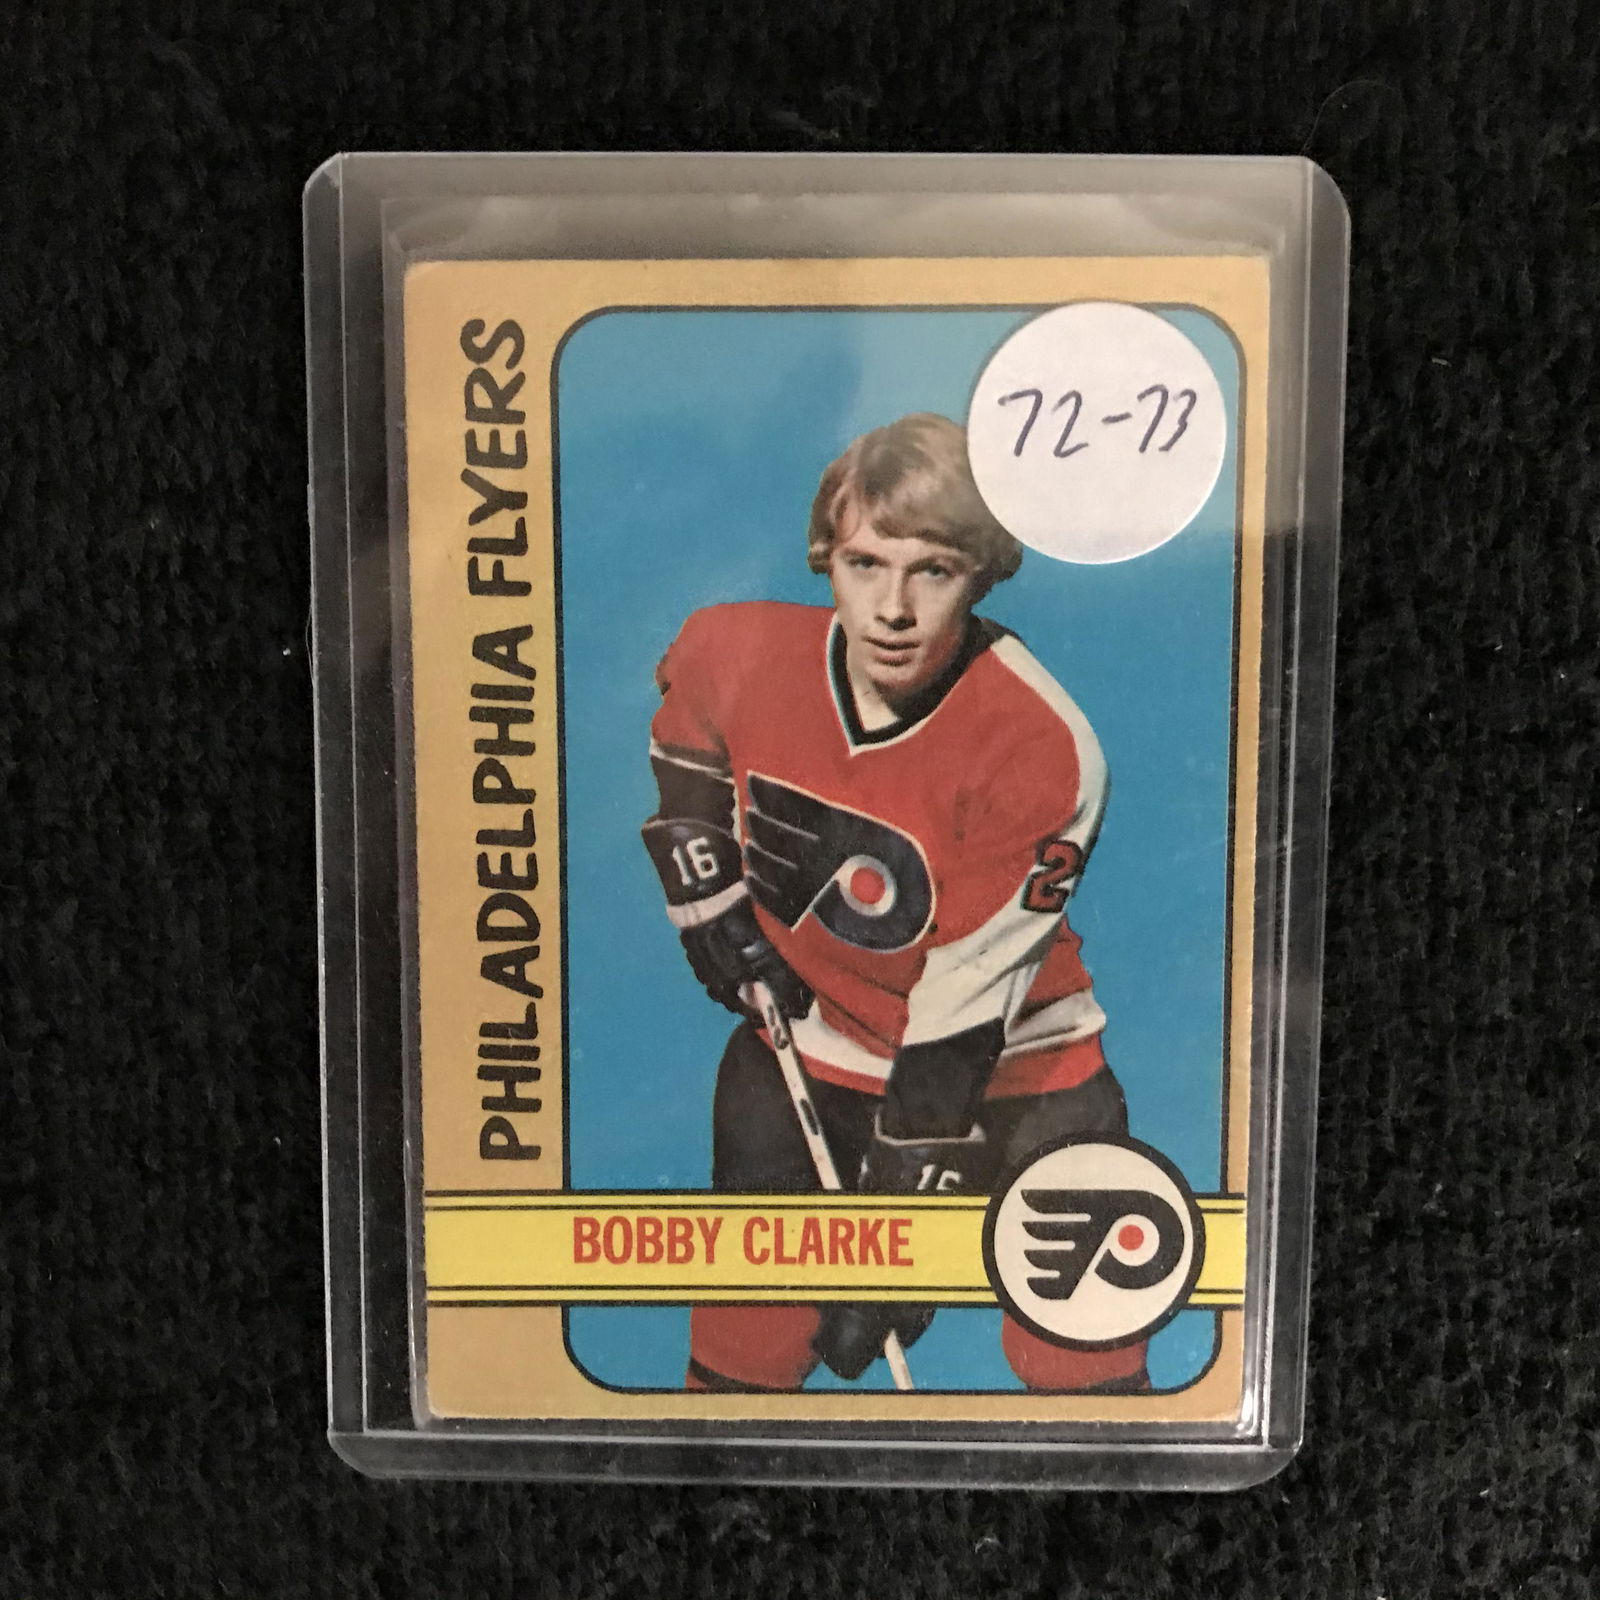 PHILADELPHIA FLYERS
72-73
16
2
16
BOBBY CLARKE